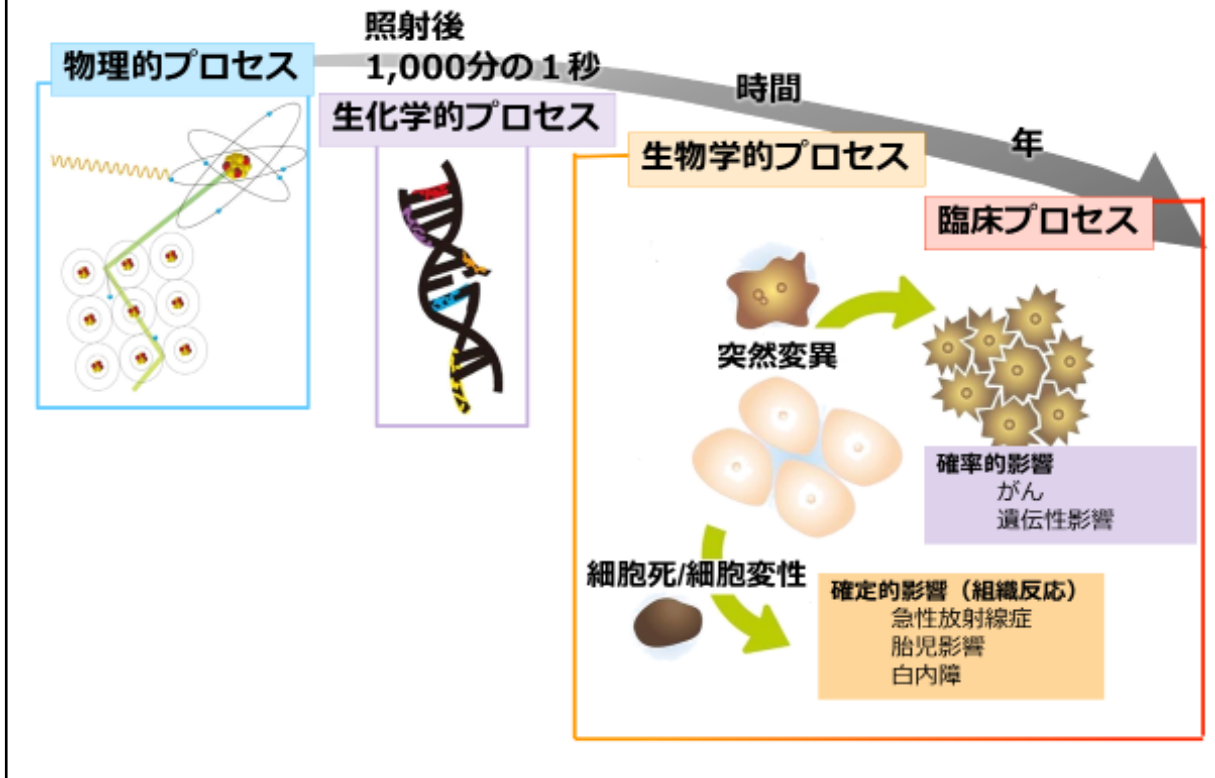 照射後
1,000分の１秒
物理的プロセス
時間
生化学的プロセス
年
生物学的プロセス
臨床プロセス
突然変異
確率的影響
がん
遺伝性影響
細胞死/細胞変性
確定的影響（組織反応）
急性放射線症
胎児影響
白内障